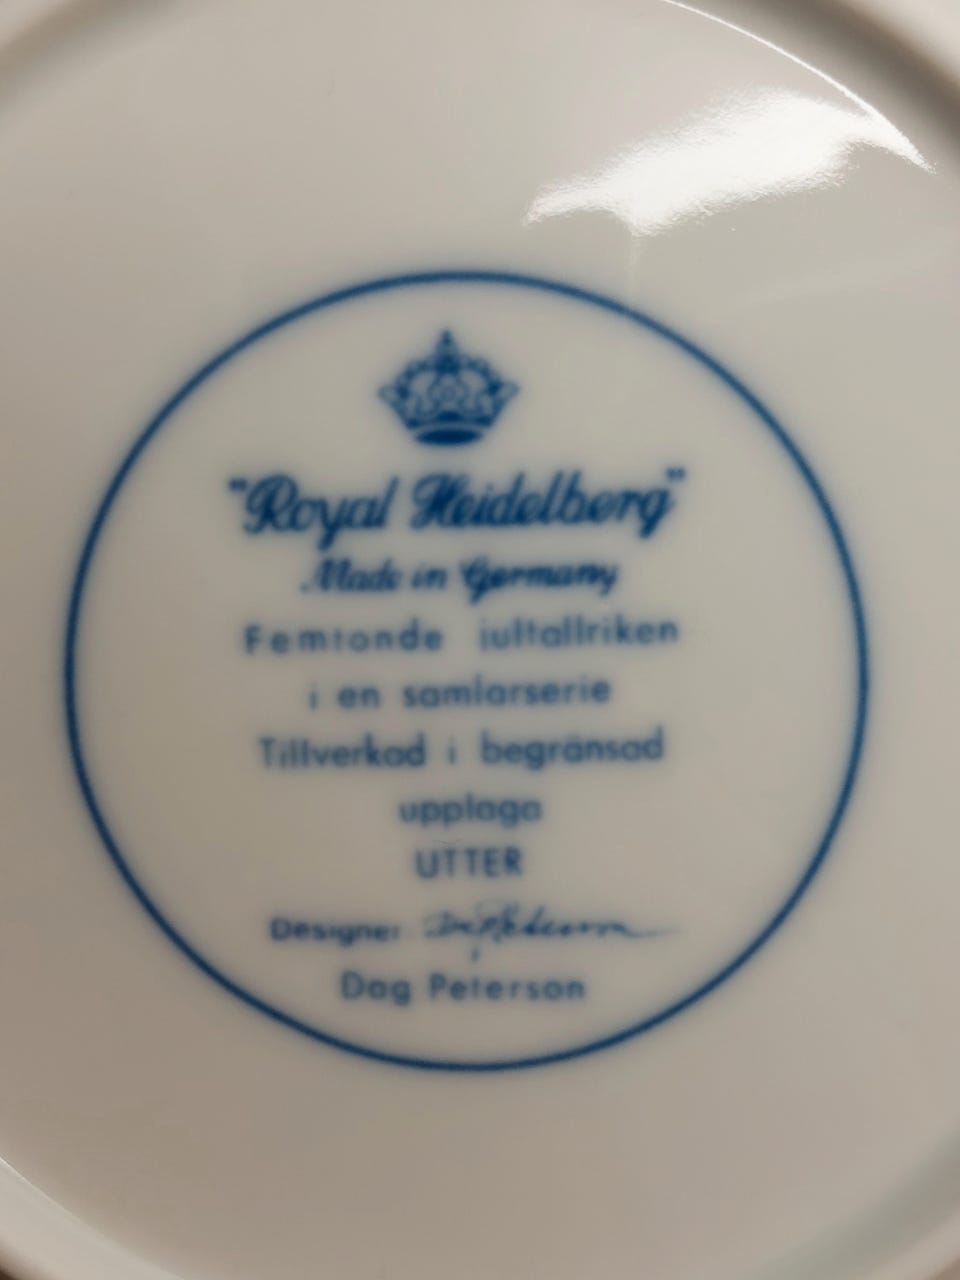 "Royal Heidelberg"
Made in Germany
Femtonde jultallriken
i en samlarserie
Tillverkad i begränsad
upplaga
UTTER
Designer
Dag Peterson